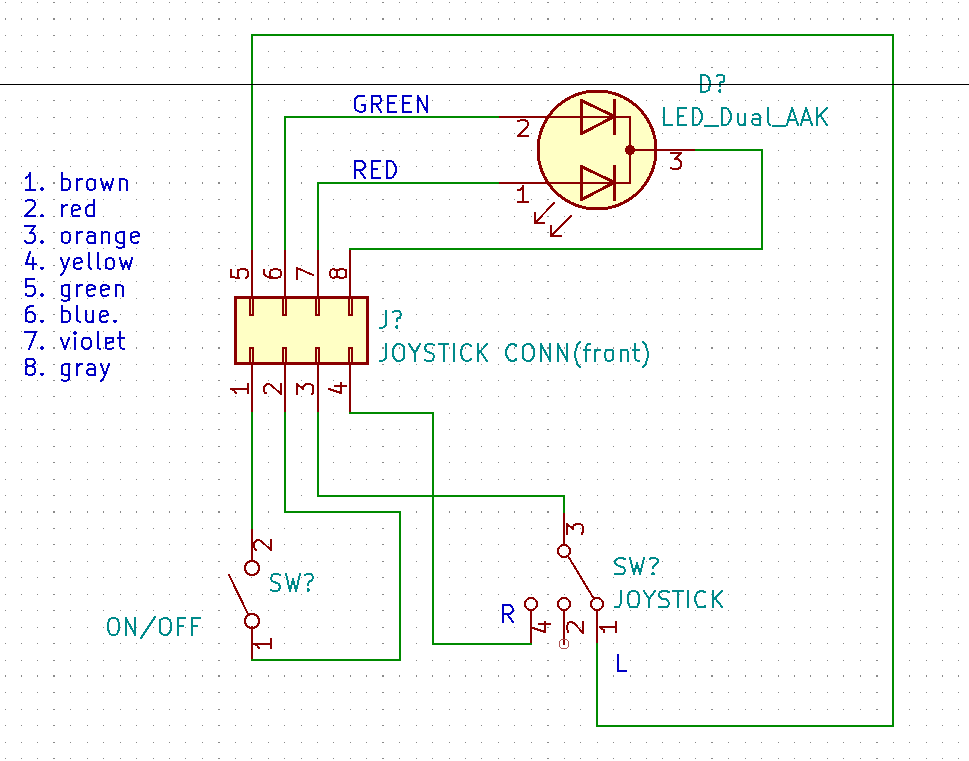 D?
LED_Dual_AAK
GREEN
2
3
RED
1
1. brown
2. red
3. orange
4. yellow
5. green
6. blue.
7. violet
8. gray
5 6 7 8
J?
JOYSTICK CONN(front)
1 2 3 4
2
SW?
ON/OFF
1
3
SW?
JOYSTICK
R
4 2 1
L